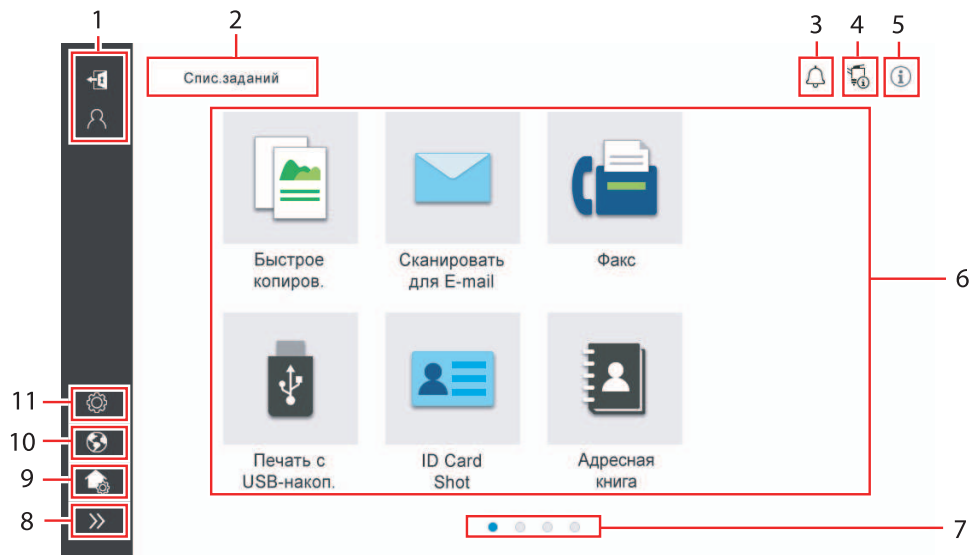 1
2
3
4
5
Спис.заданий
Быстрое
копиров.
Сканировать
для E-mail
Факс
6
Печать с
USB-накоп.
ID Card
Shot
Адресная
книга
11
10
9
8
7